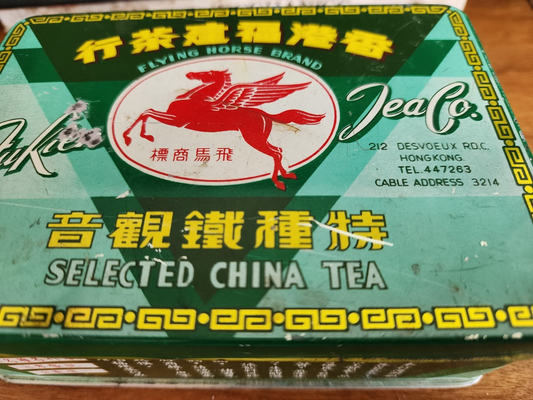 香港福建茶行
FLYING HORSE BRAND
FuKien Tea Co.
飛馬商標
212 DESVOEUX RD.C.
HONGKONG
TEL.447263
CABLE ADDRESS 3214
特種鐵觀音
SELECTED CHINA TEA